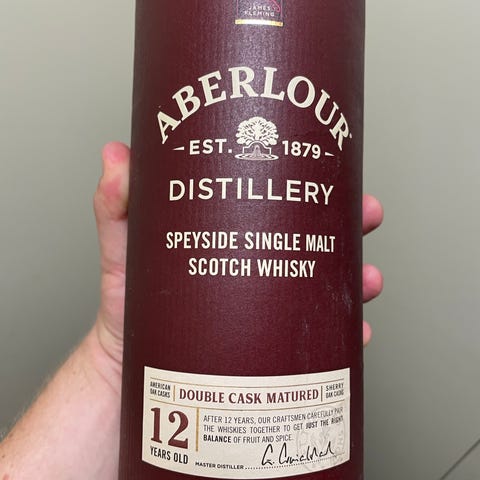 JAMES
FLEMING
ABERLOUR
EST. 1879
DISTILLERY
SPEYSIDE SINGLE MALT
SCOTCH WHISKY
AMERICAN
OAK CASKS
DOUBLE CASK MATURED
SHERRY
OAK CASKS
12
YEARS OLD
AFTER 12 YEARS, OUR CRAFTSMEN CAREFULLY PAIR
THE WHISKIES TOGETHER TO GET JUST THE RIGHT
BALANCE OF FRUIT AND SPICE.
MASTER DISTILLER